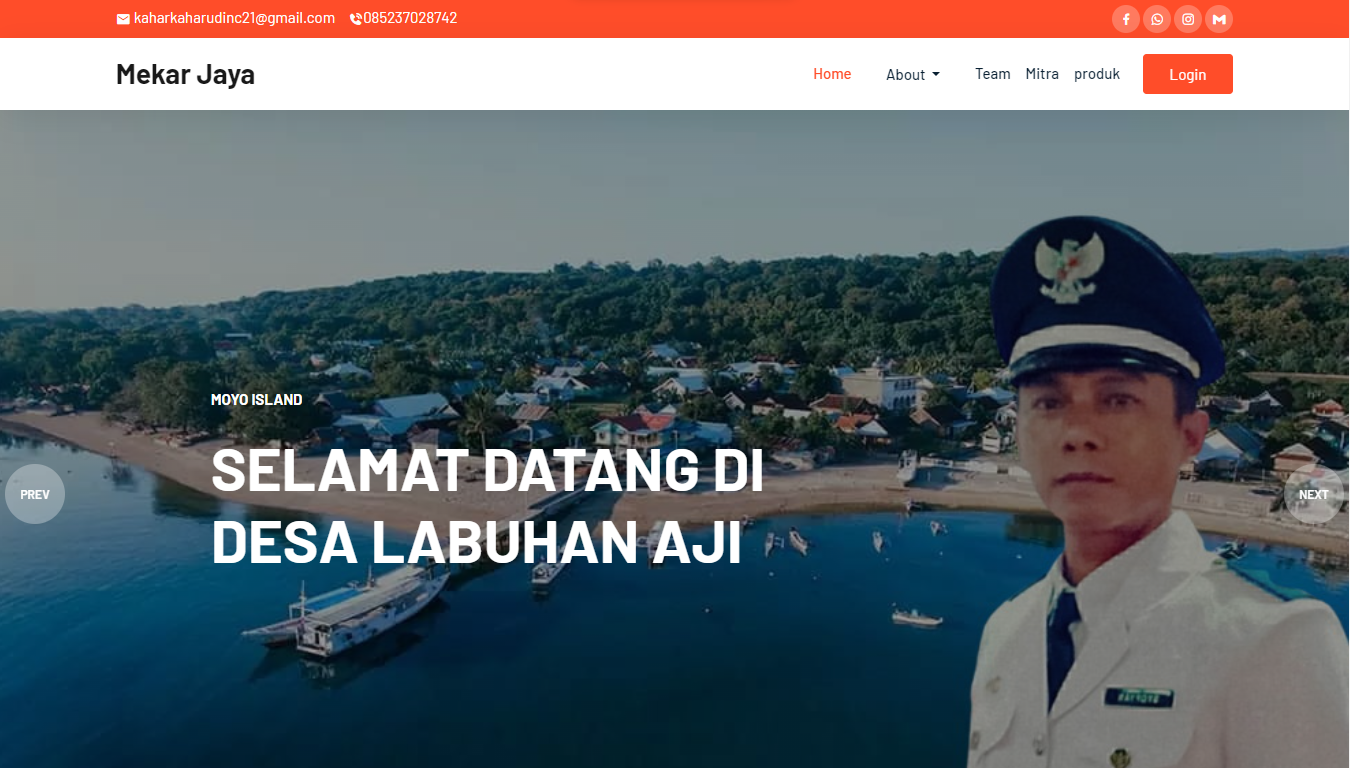 kaharkaharudinc21@gmail.com 085237028742
Mekar Jaya
Home About Team Mitra produk Login
MOYO ISLAND
SELAMAT DATANG DI
DESA LABUHAN AJI
PREV
NEXT